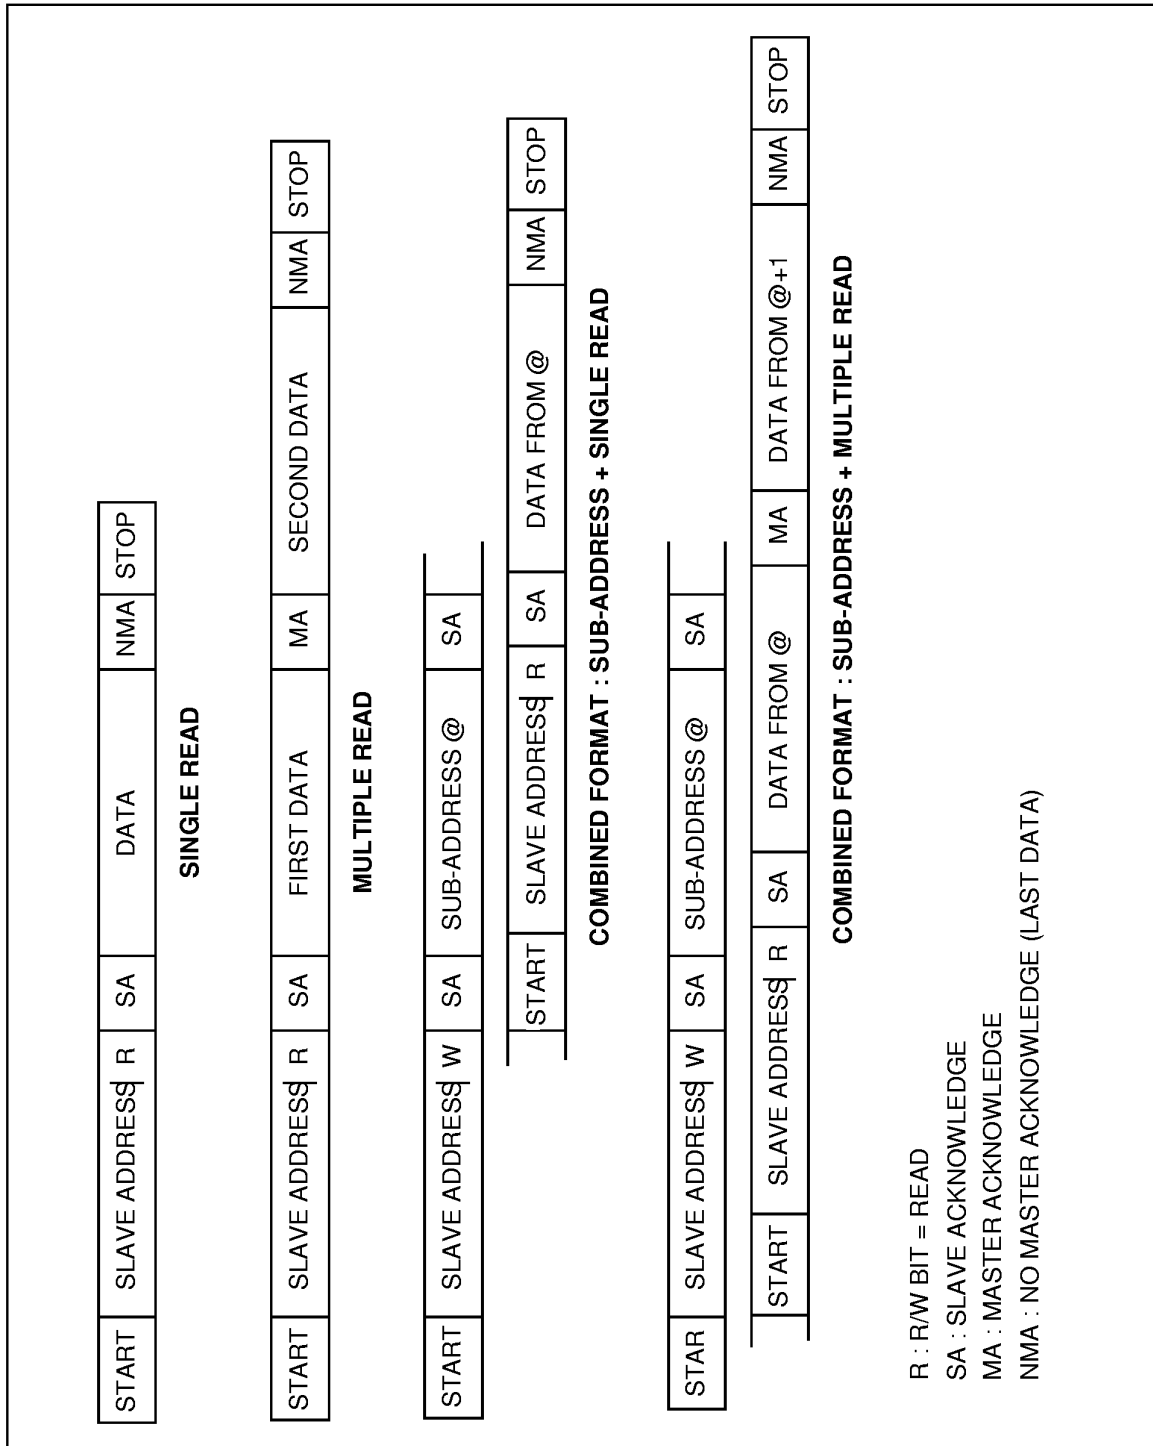 START SLAVE ADDRESS R SA DATA NMA STOP
SINGLE READ
START SLAVE ADDRESS R SA FIRST DATA MA SECOND DATA NMA STOP
MULTIPLE READ
START SLAVE ADDRESS W SA SUB-ADDRESS @ SA
START SLAVE ADDRESS R SA DATA FROM @ NMA STOP
COMBINED FORMAT : SUB-ADDRESS + SINGLE READ
STAR SLAVE ADDRESS W SA SUB-ADDRESS @ SA
START SLAVE ADDRESS R SA DATA FROM @ MA DATA FROM @+1 NMA STOP
COMBINED FORMAT : SUB-ADDRESS + MULTIPLE READ
R : R/W BIT = READ
SA : SLAVE ACKNOWLEDGE
MA : MASTER ACKNOWLEDGE
NMA : NO MASTER ACKNOWLEDGE (LAST DATA)